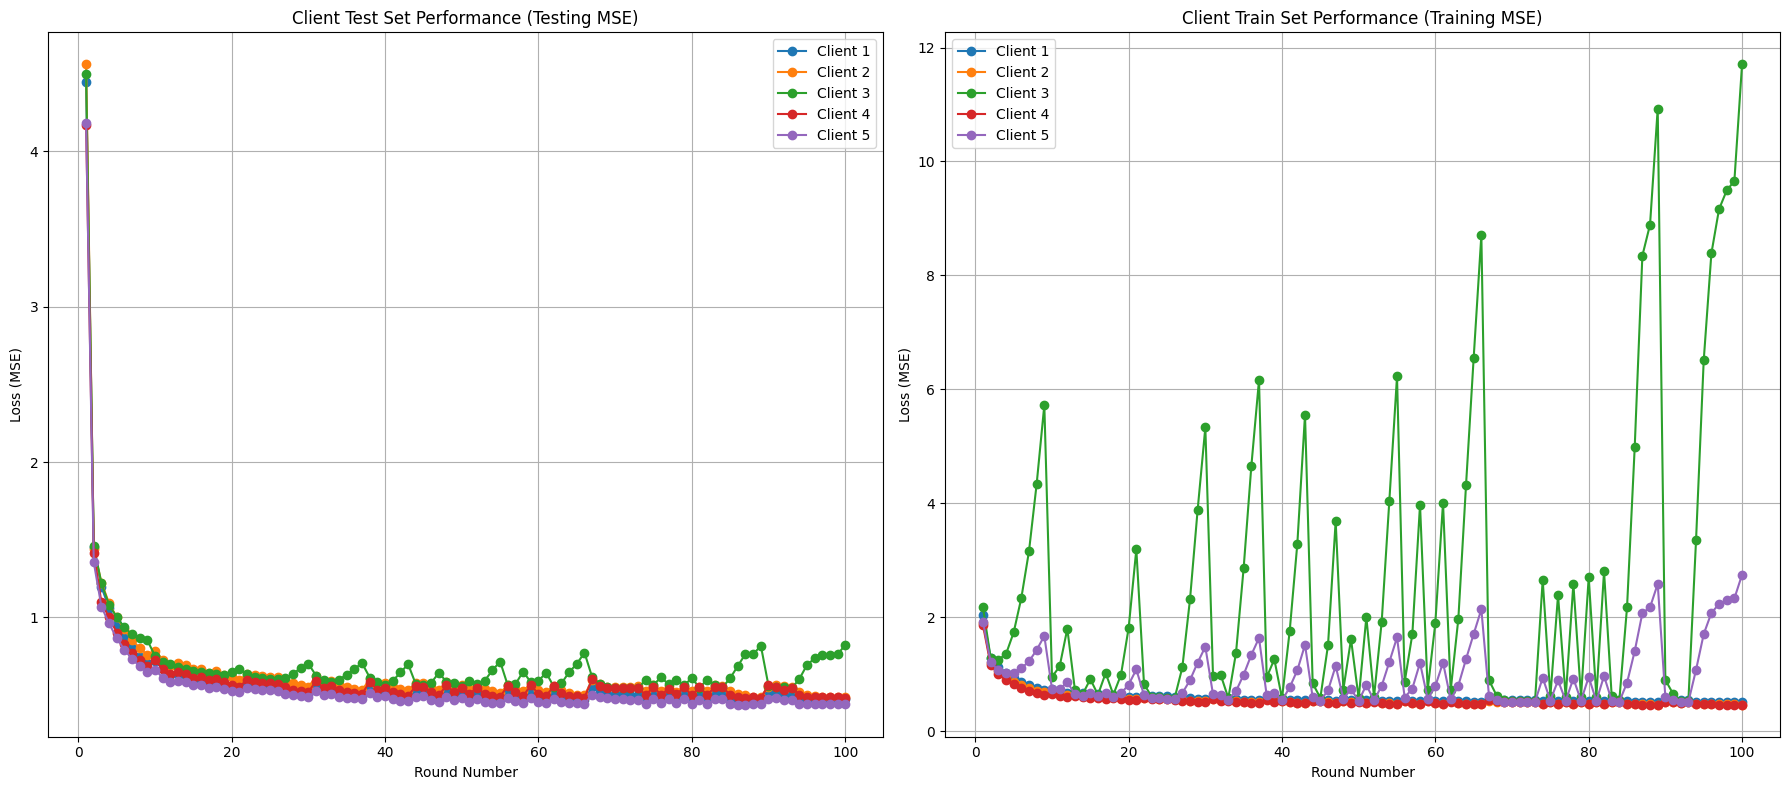 Client Test Set Performance (Testing MSE)
Client 1
Client 2
Client 3
Client 4
Client 5
4
3
2
1
Loss (MSE)
0 20 40 60 80 100
Round Number
Client Train Set Performance (Training MSE)
Client 1
Client 2
Client 3
Client 4
Client 5
12
10
8
6
4
2
0
Loss (MSE)
0 20 40 60 80 100
Round Number